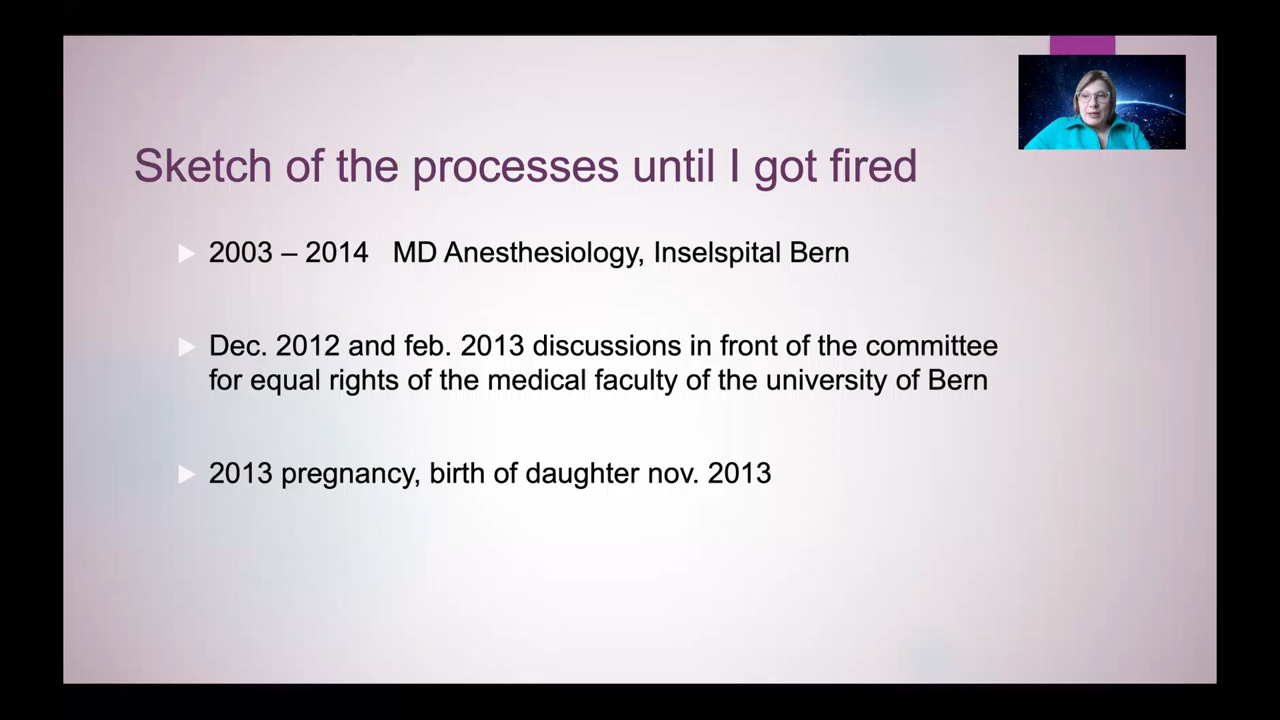 Sketch of the processes until I got fired
2003 – 2014 MD Anesthesiology, Inselspital Bern
Dec. 2012 and feb. 2013 discussions in front of the committee
for equal rights of the medical faculty of the university of Bern
2013 pregnancy, birth of daughter nov. 2013